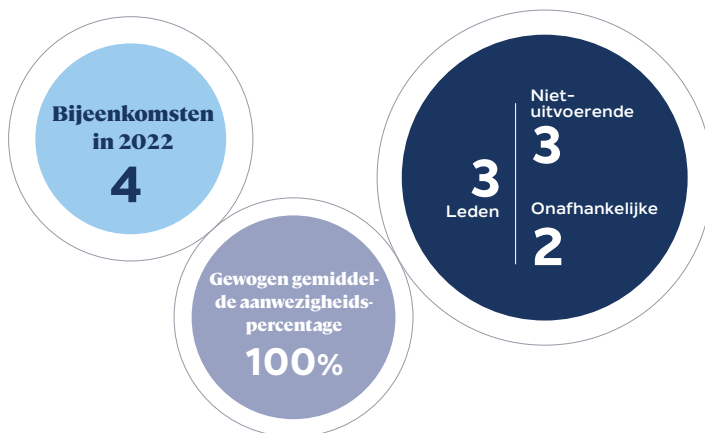 Bijeenkomsten
in 2022
4
Niet-
uitvoerende
3
3
Leden
Onafhankelijke
2
Gewogen gemiddel-
de aanwezigheids-
percentage
100%